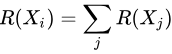 R(X_i) = \sum_j R(X_j)